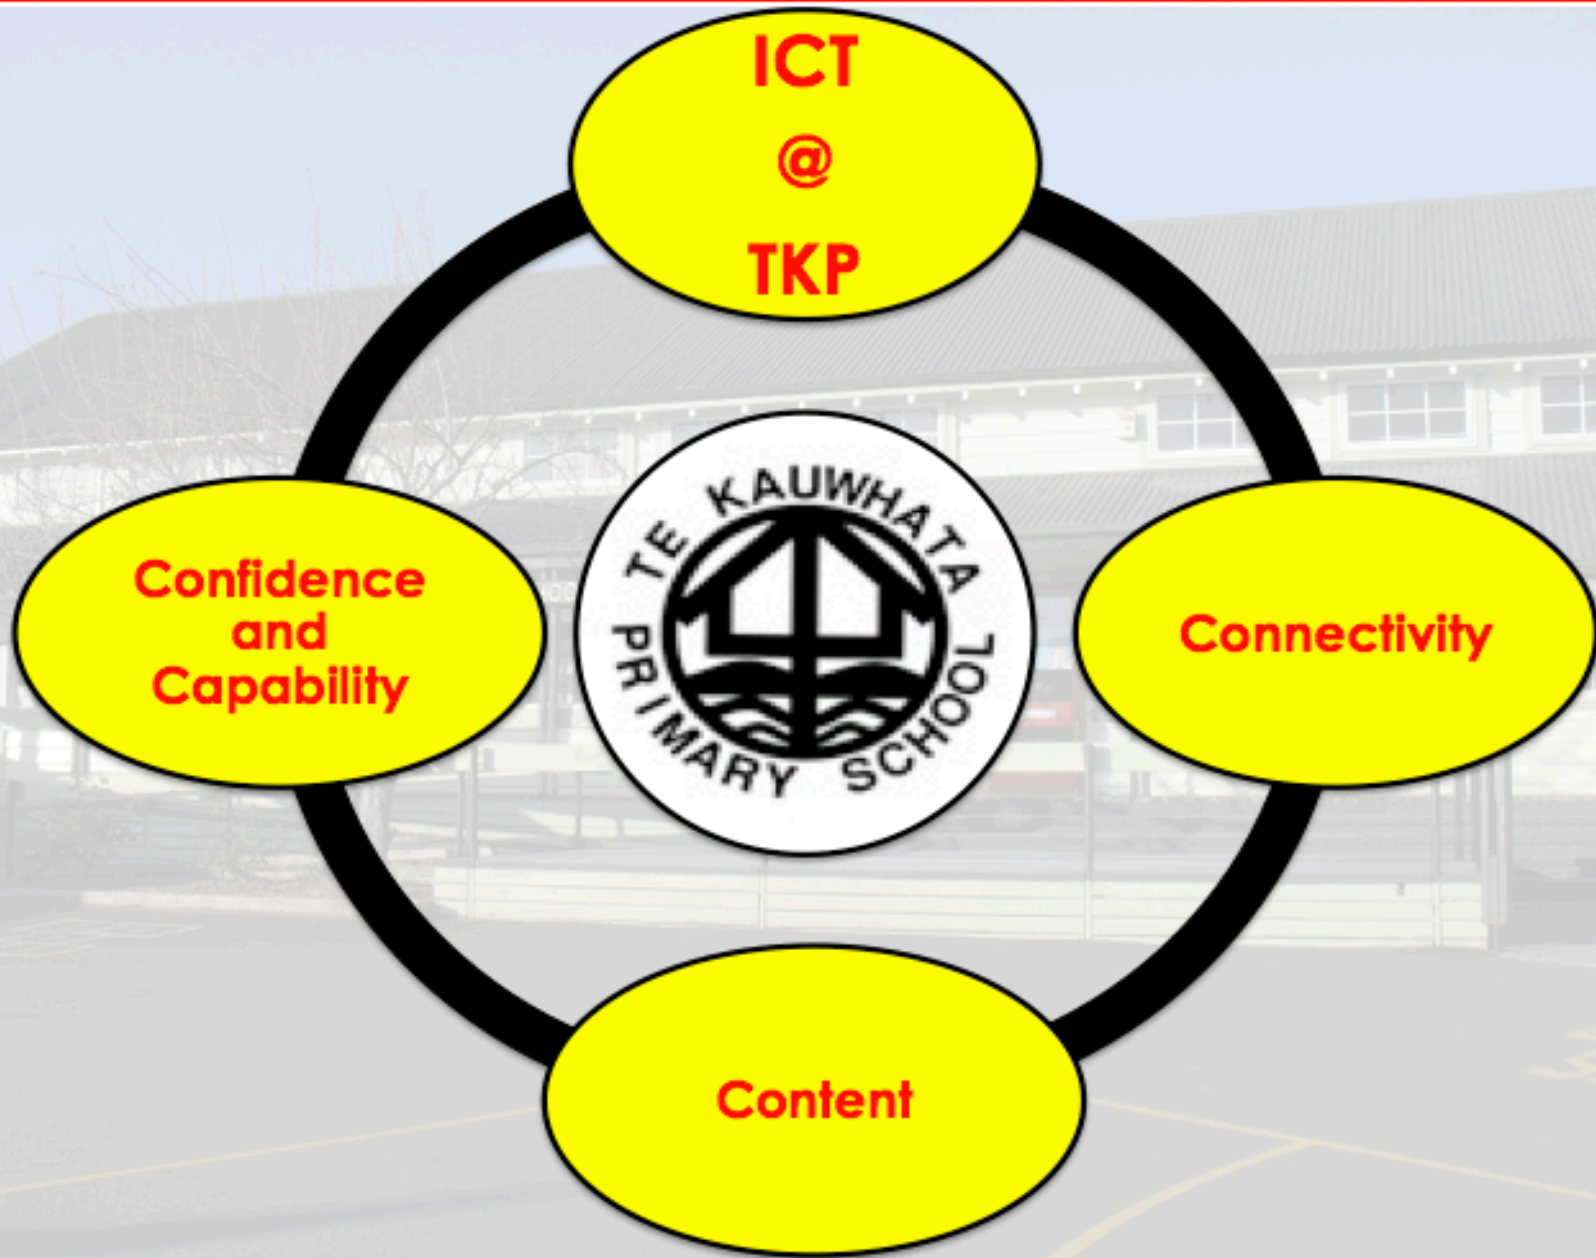 ICT
@
TKP
Confidence
and
Capability
TE KAUWHATA
PRIMARY SCHOOL
Connectivity
Content